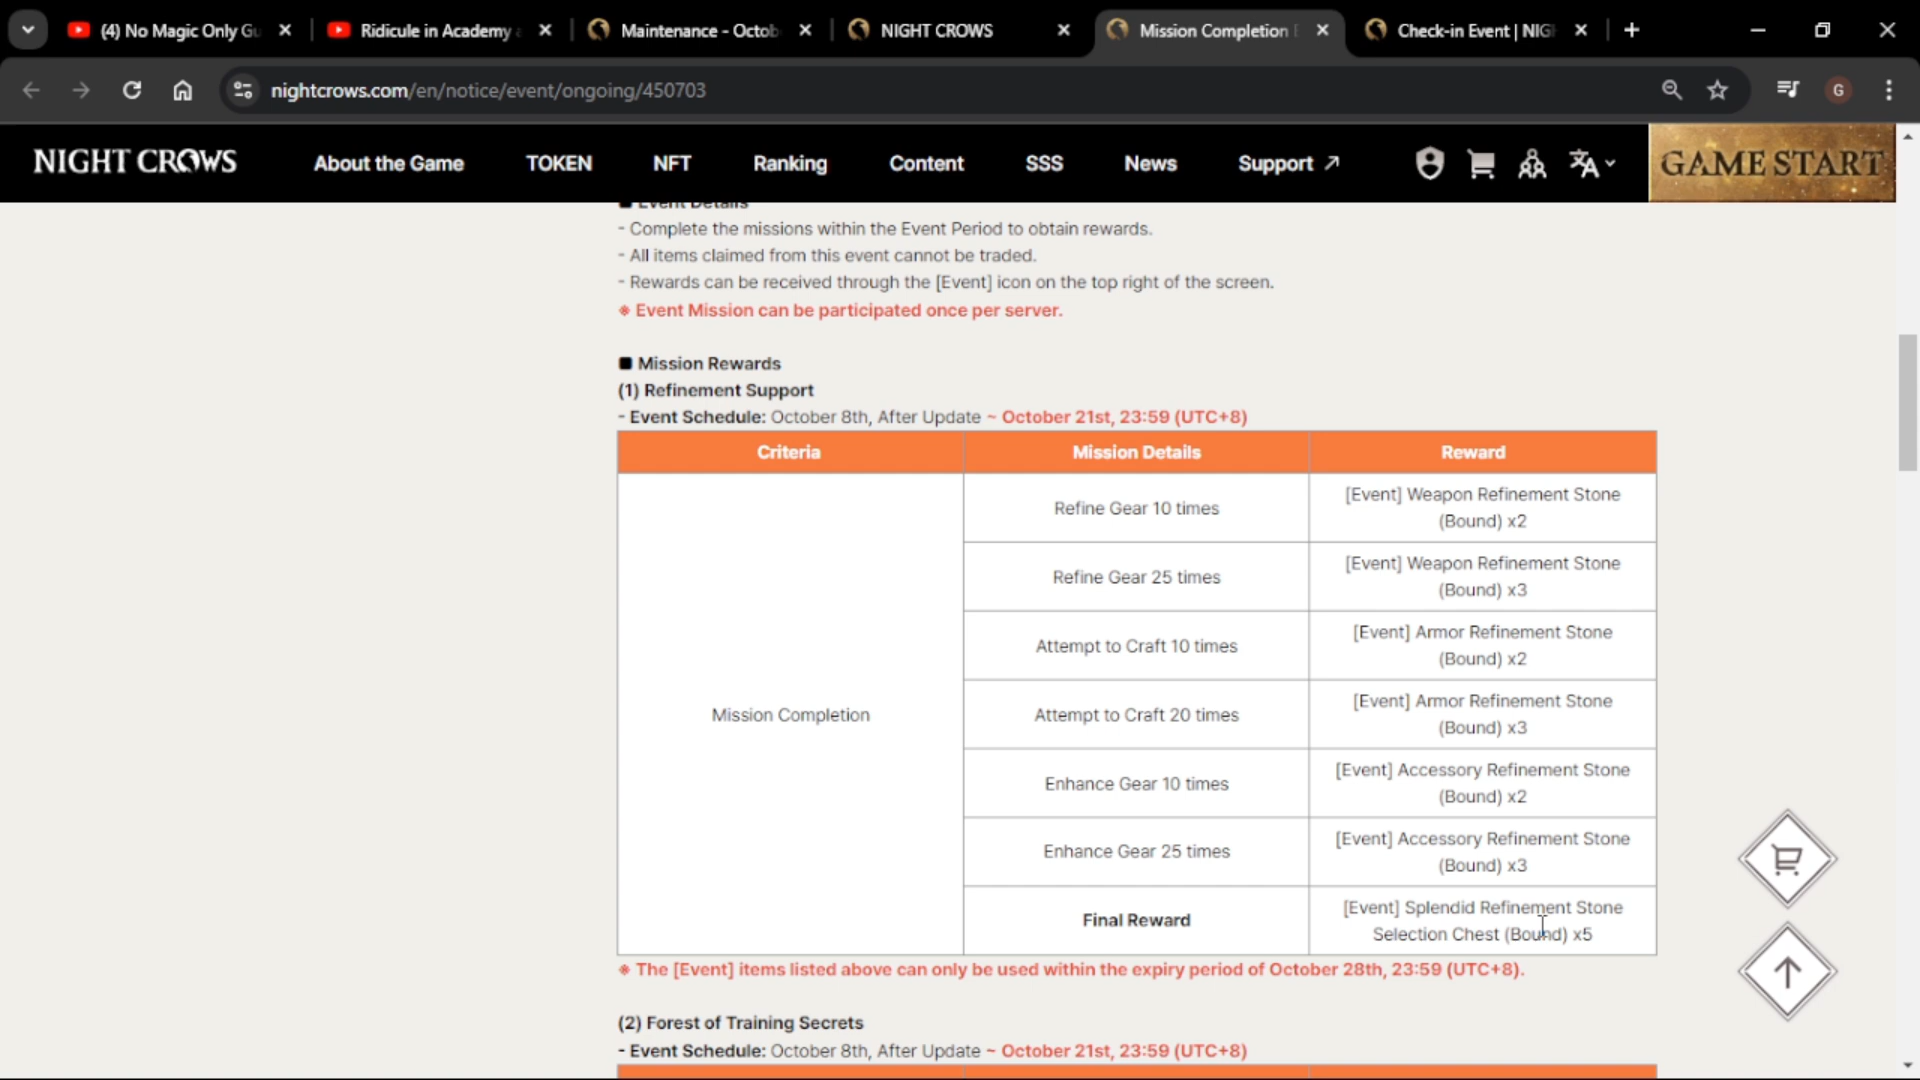 (4) No Magic Only Gu
Ridicule in Academy a
Maintenance - Octob
NIGHT CROWS
Mission Completion E
Check-in Event | NIG
nightcrows.com/en/notice/event/ongoing/450703
G
NIGHT CROWS
About the Game
TOKEN
NFT
Ranking
Content
SSS
News
Support ↗
GAME START
■ Event Details
- Complete the missions within the Event Period to obtain rewards.
- All items claimed from this event cannot be traded.
- Rewards can be received through the [Event] icon on the top right of the screen.
※ Event Mission can be participated once per server.
■ Mission Rewards
(1) Refinement Support
- Event Schedule: October 8th, After Update ~ October 21st, 23:59 (UTC+8)
Criteria
Mission Details
Reward
Mission Completion
Refine Gear 10 times
[Event] Weapon Refinement Stone
(Bound) x2
Refine Gear 25 times
[Event] Weapon Refinement Stone
(Bound) x3
Attempt to Craft 10 times
[Event] Armor Refinement Stone
(Bound) x2
Attempt to Craft 20 times
[Event] Armor Refinement Stone
(Bound) x3
Enhance Gear 10 times
[Event] Accessory Refinement Stone
(Bound) x2
Enhance Gear 25 times
[Event] Accessory Refinement Stone
(Bound) x3
Final Reward
[Event] Splendid Refinement Stone
Selection Chest (Bound) x5
※ The [Event] items listed above can only be used within the expiry period of October 28th, 23:59 (UTC+8).
(2) Forest of Training Secrets
- Event Schedule: October 8th, After Update ~ October 21st, 23:59 (UTC+8)